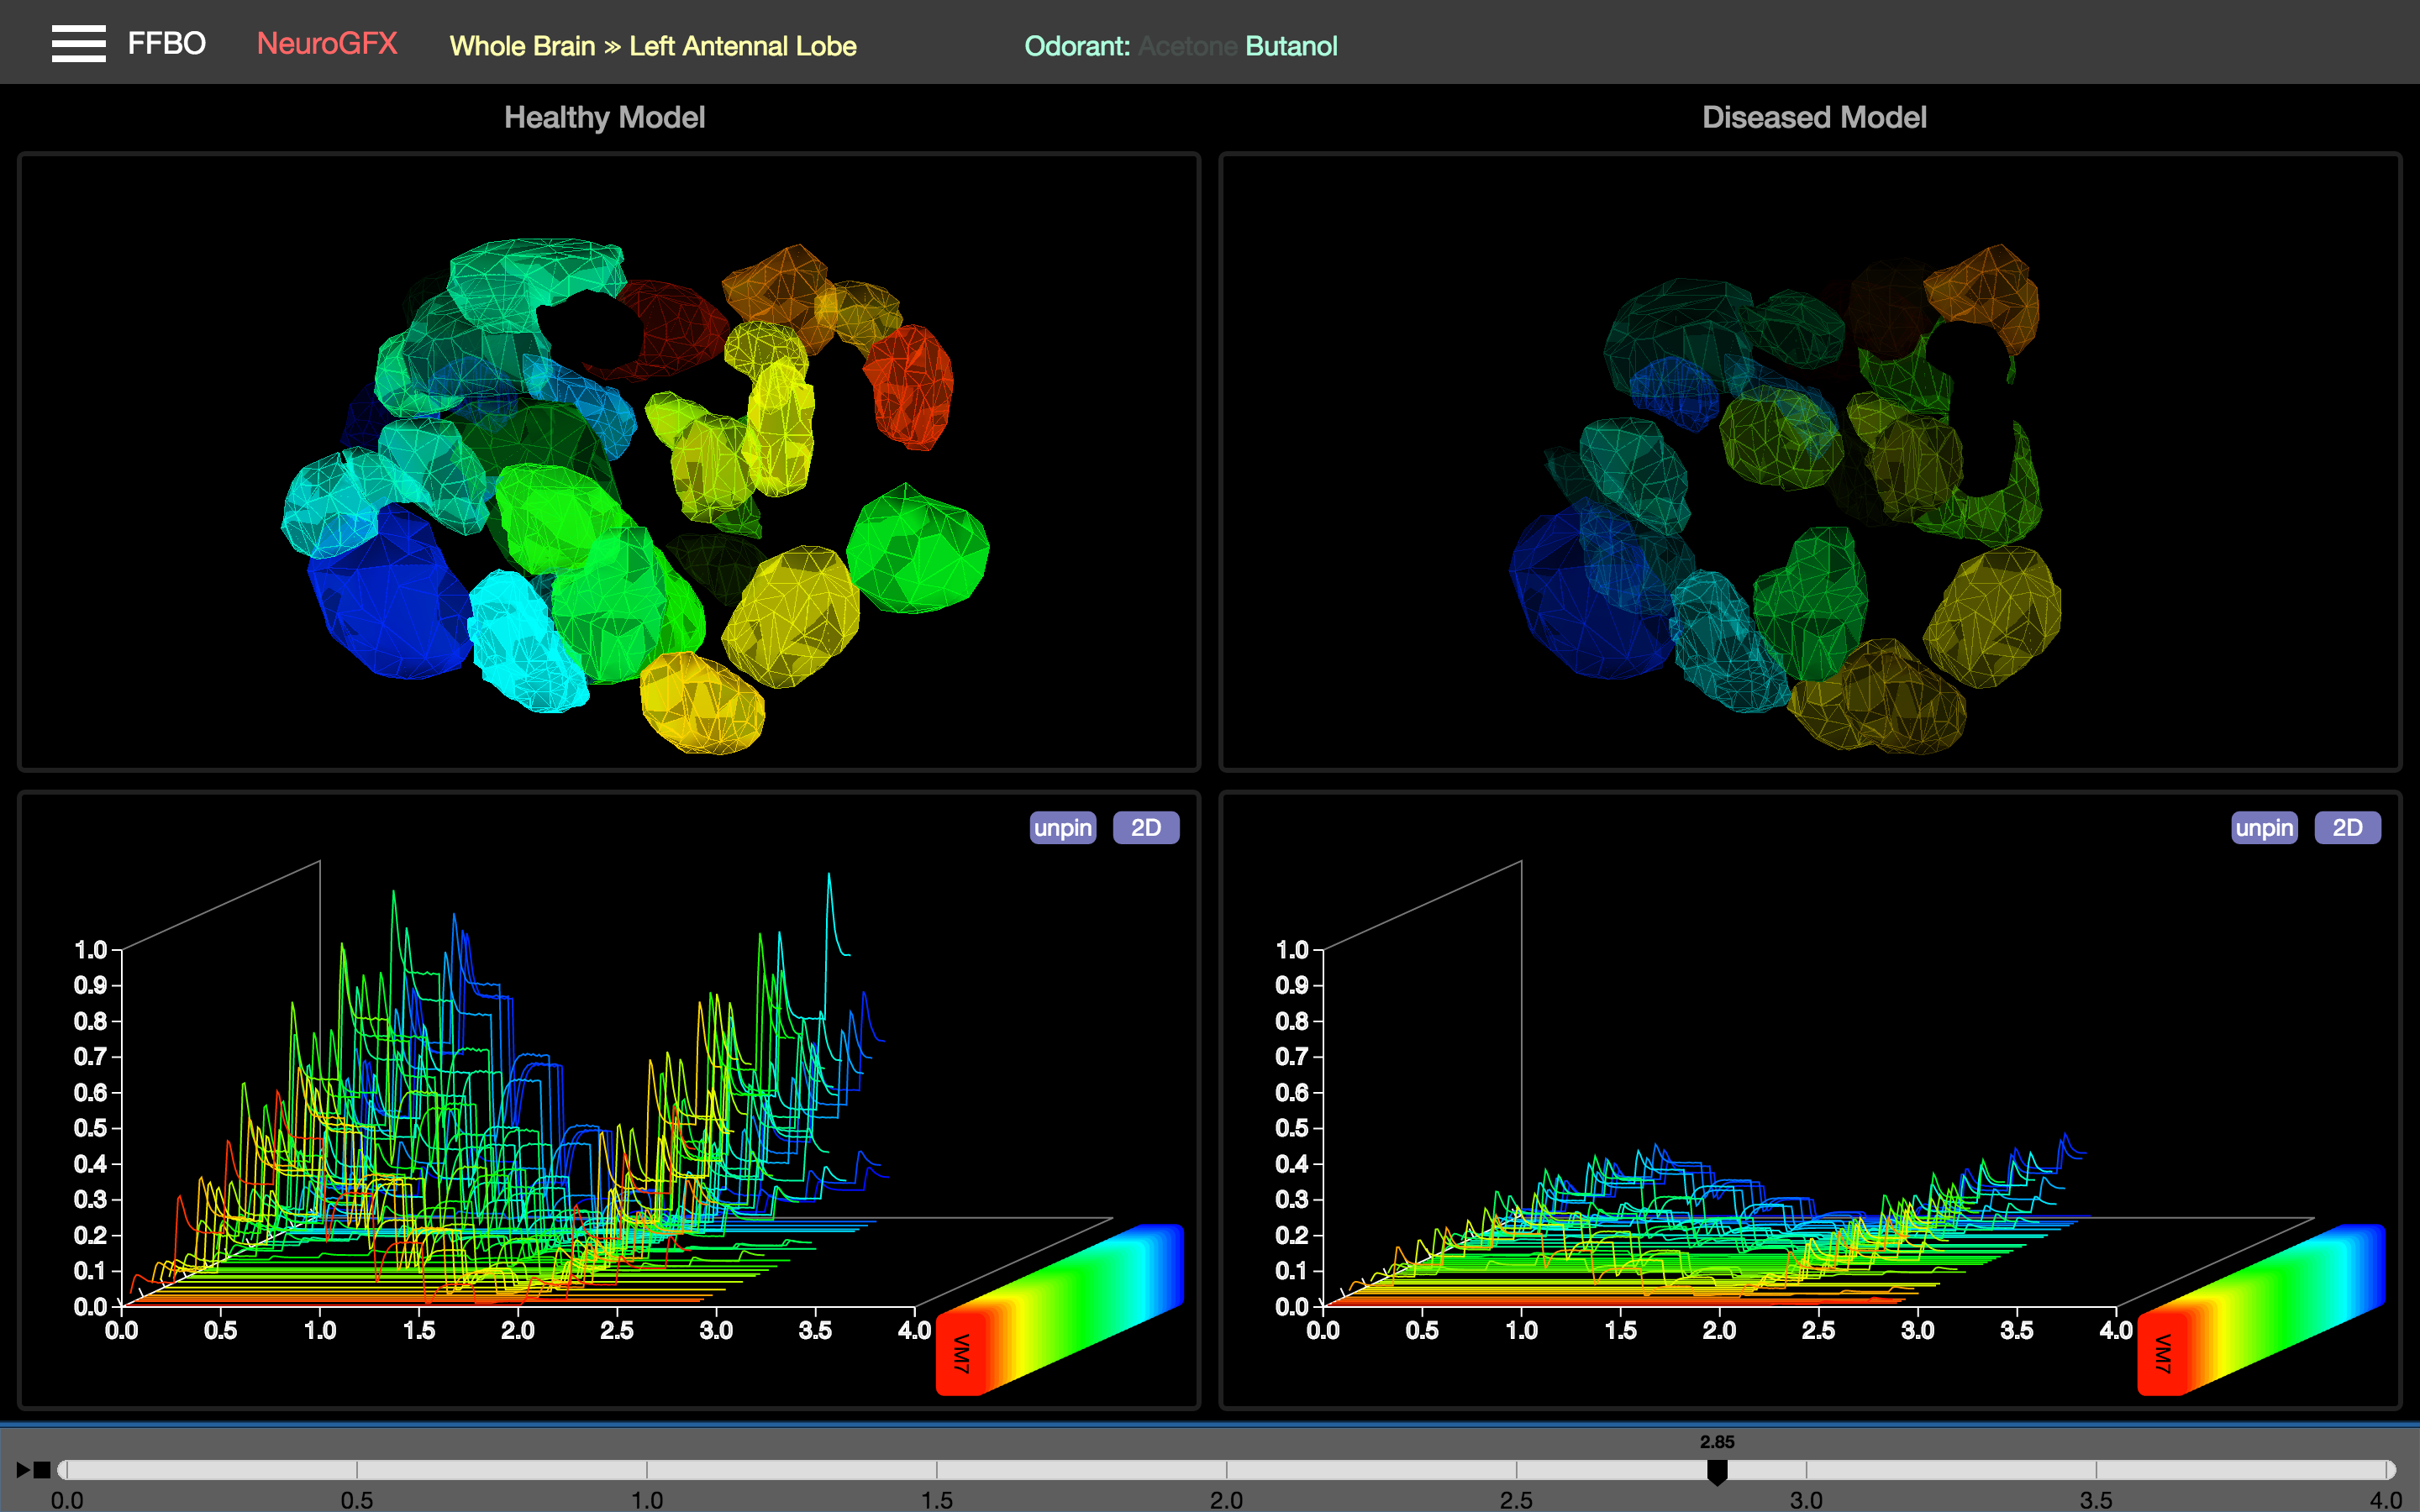 FFBO NeuroGFX Whole Brain » Left Antennal Lobe Odorant: Acetone Butanol
Healthy Model
Diseased Model
unpin 2D
1.0
0.9
0.8
0.7
0.6
0.5
0.4
0.3
0.2
0.1
0.0
0.0 0.5 1.0 1.5 2.0 2.5 3.0 3.5 4.0
VM7
unpin 2D
1.0
0.9
0.8
0.7
0.6
0.5
0.4
0.3
0.2
0.1
0.0
0.0 0.5 1.0 1.5 2.0 2.5 3.0 3.5 4.0
VM7
2.85
0.0 0.5 1.0 1.5 2.0 2.5 3.0 3.5 4.0